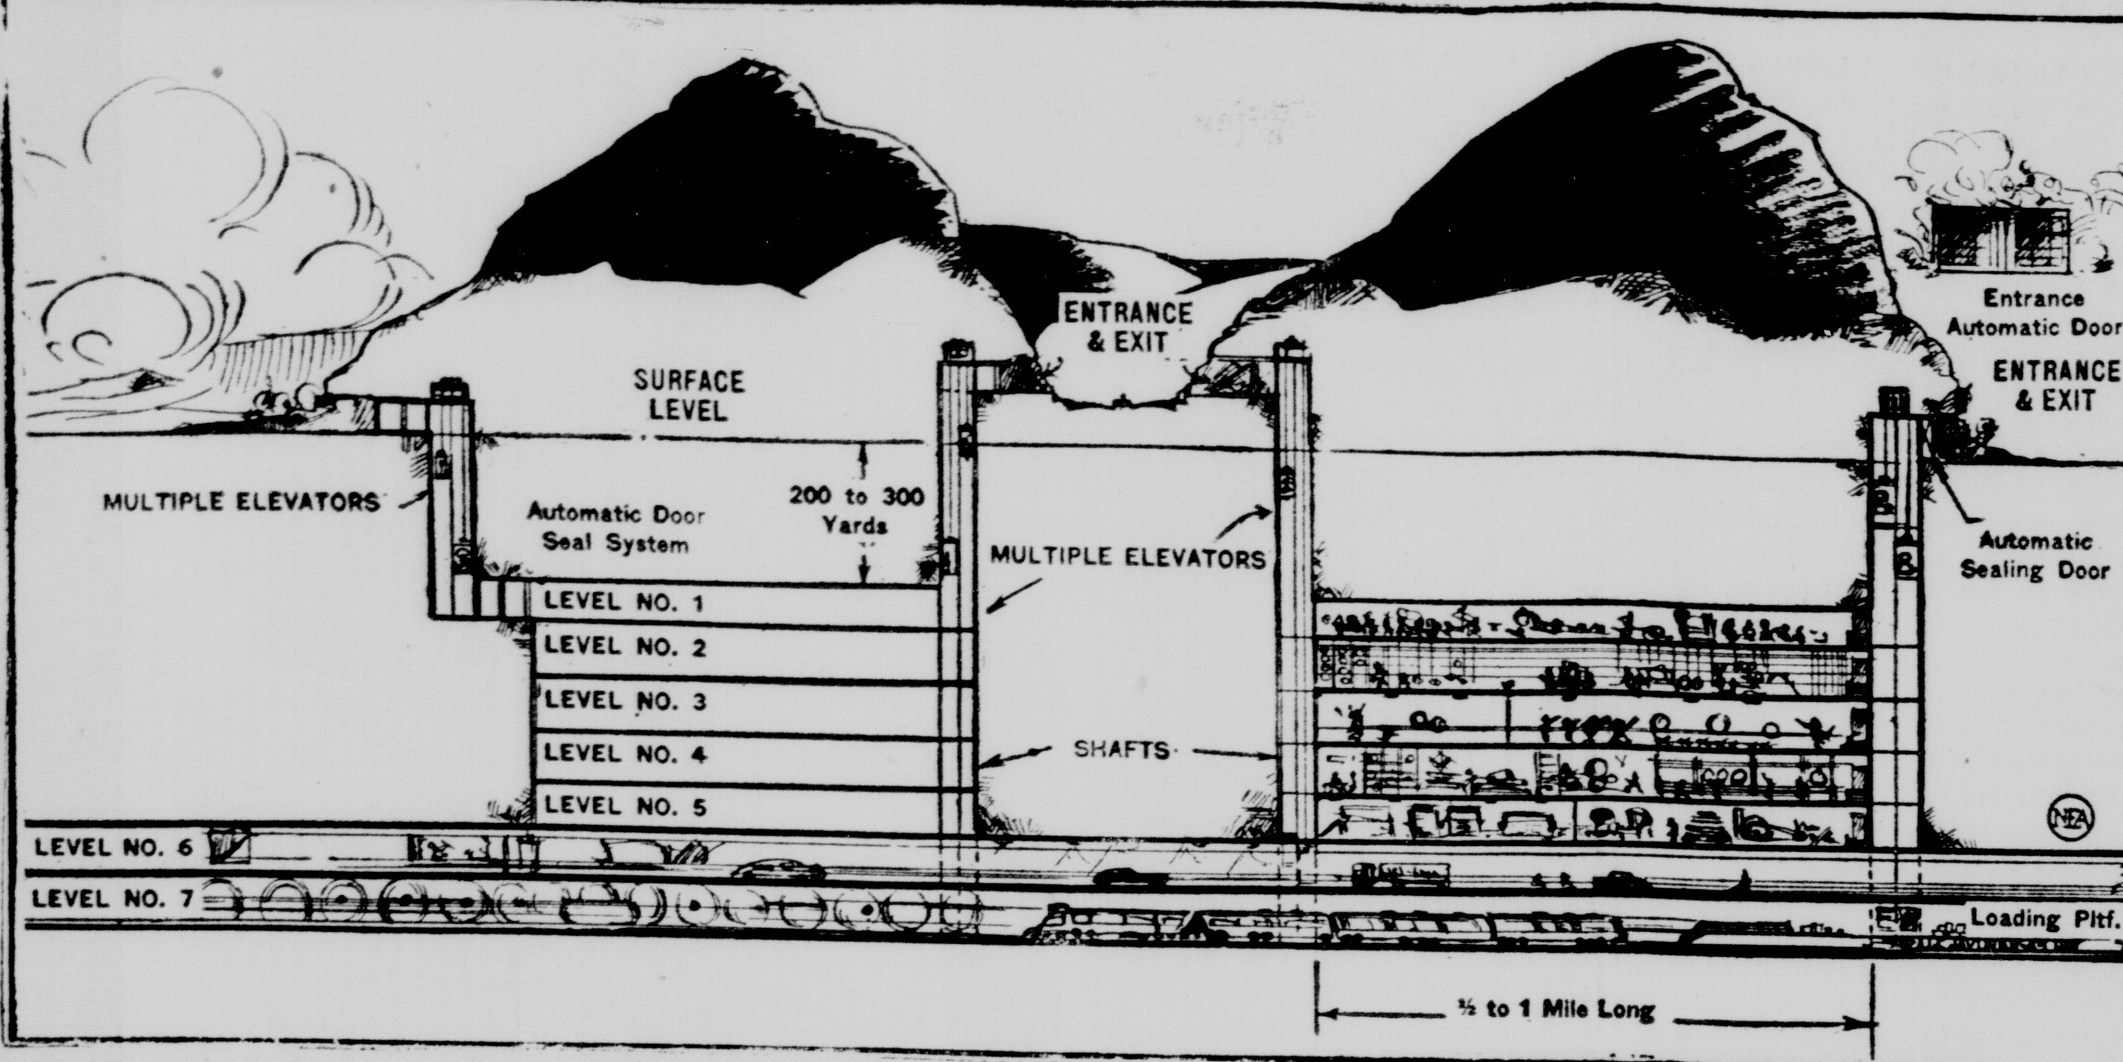 ENTRANCE
& EXIT
Entrance
Automatic Door
ENTRANCE
& EXIT
SURFACE
LEVEL
MULTIPLE ELEVATORS
Automatic Door
Seal System
200 to 300
Yards
MULTIPLE ELEVATORS
Automatic
Sealing Door
LEVEL NO. 1
LEVEL NO. 2
LEVEL NO. 3
LEVEL NO. 4
LEVEL NO. 5
SHAFTS
NEA
LEVEL NO. 6
LEVEL NO. 7
Loading Pltf.
½ to 1 Mile Long